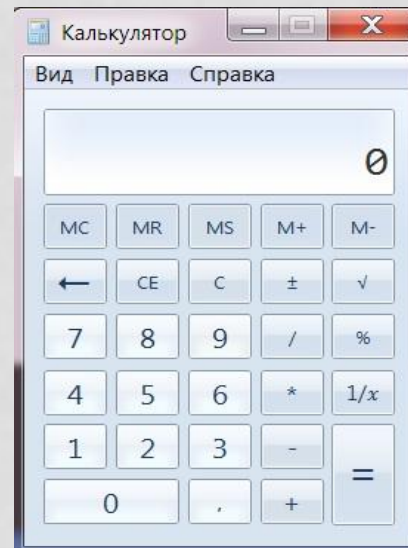 Калькулятор
Вид Правка Справка
0
MC MR MS M+ M-
← CE C ± √
7 8 9 / %
4 5 6 * 1/x
1 2 3 - =
0 , +